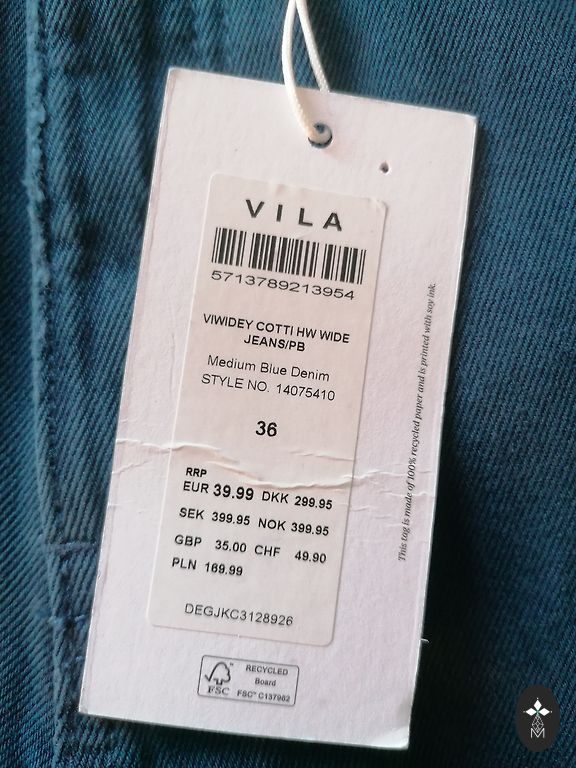 VILA
5713789213954
VIWIDEY COTTI HW WIDE
JEANS/PB
Medium Blue Denim
STYLE NO. 14075410
36
RRP
EUR 39.99 DKK 299.95
SEK 399.95 NOK 399.95
GBP 35.00 CHF 49.90
PLN 169.99
DEGJKC3128926
This tag is made of 100% recycled paper and is printed with soy ink.
FSC
RECYCLED
Board
FSC® C137952
M